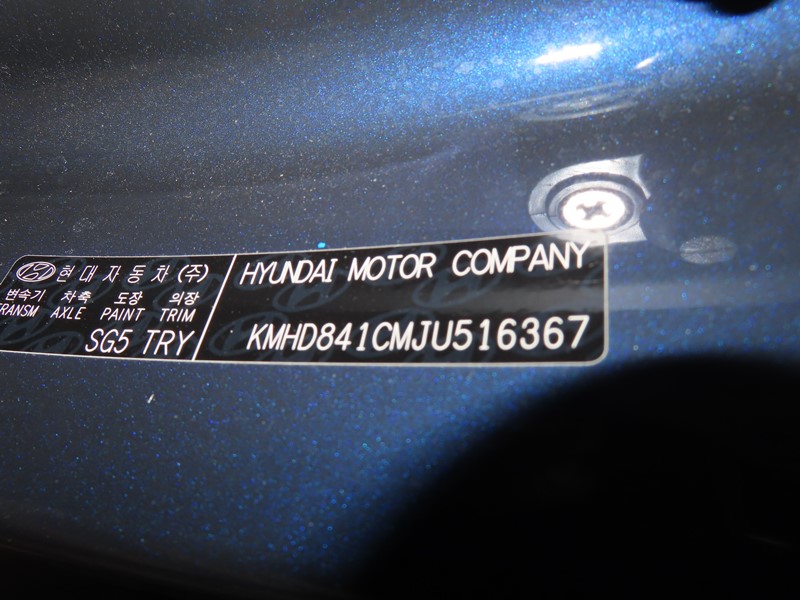 현대자동차(주)
변속기 차축 도장 의장
RANSM AXLE PAINT TRIM
SG5 TRY
HYUNDAI MOTOR COMPANY
KMHD841CMJU516367